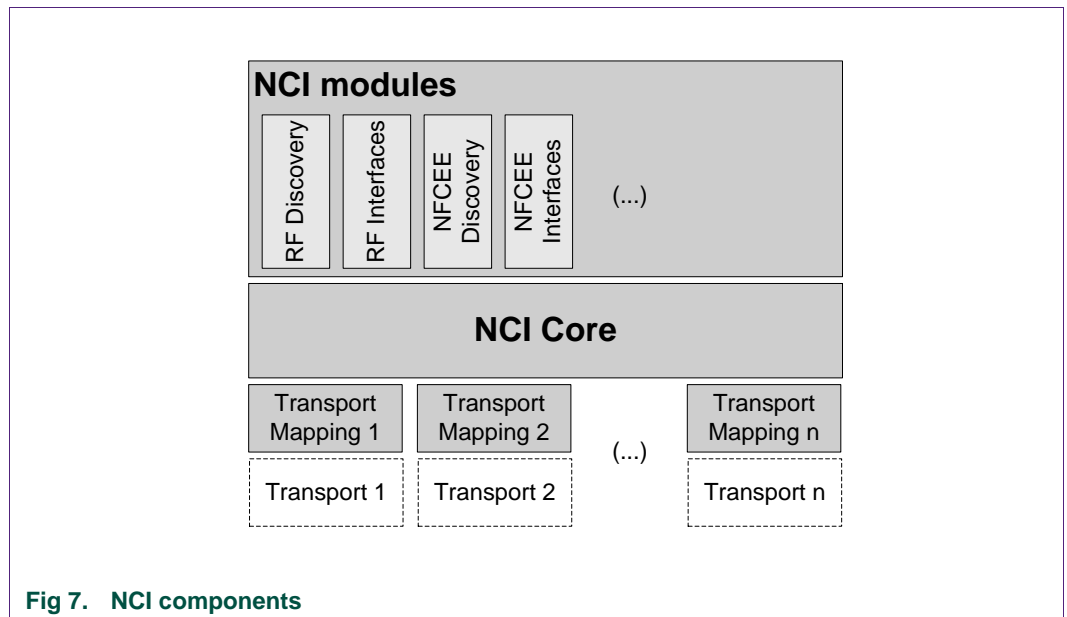 NCI modules
RF Discovery
RF Interfaces
NFCEE
Discovery
NFCEE
Interfaces
(...)
NCI Core
Transport
Mapping 1
Transport
Mapping 2
(...)
Transport
Mapping n
Transport 1
Transport 2
Transport n
Fig 7. NCI components